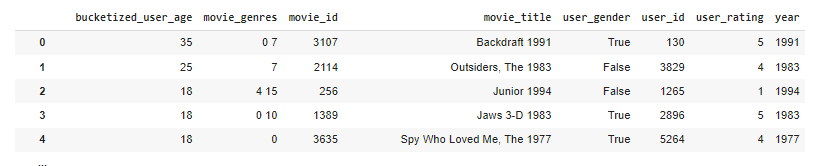 bucketized_user_age movie_genres movie_id movie_title user_gender user_id user_rating year
0 35 0 7 3107 Backdraft 1991 True 130 5 1991
1 25 7 2114 Outsiders, The 1983 False 3829 4 1983
2 18 4 15 256 Junior 1994 False 1265 1 1994
3 18 0 10 1389 Jaws 3-D 1983 True 2896 5 1983
4 18 0 3635 Spy Who Loved Me, The 1977 True 5264 4 1977
...